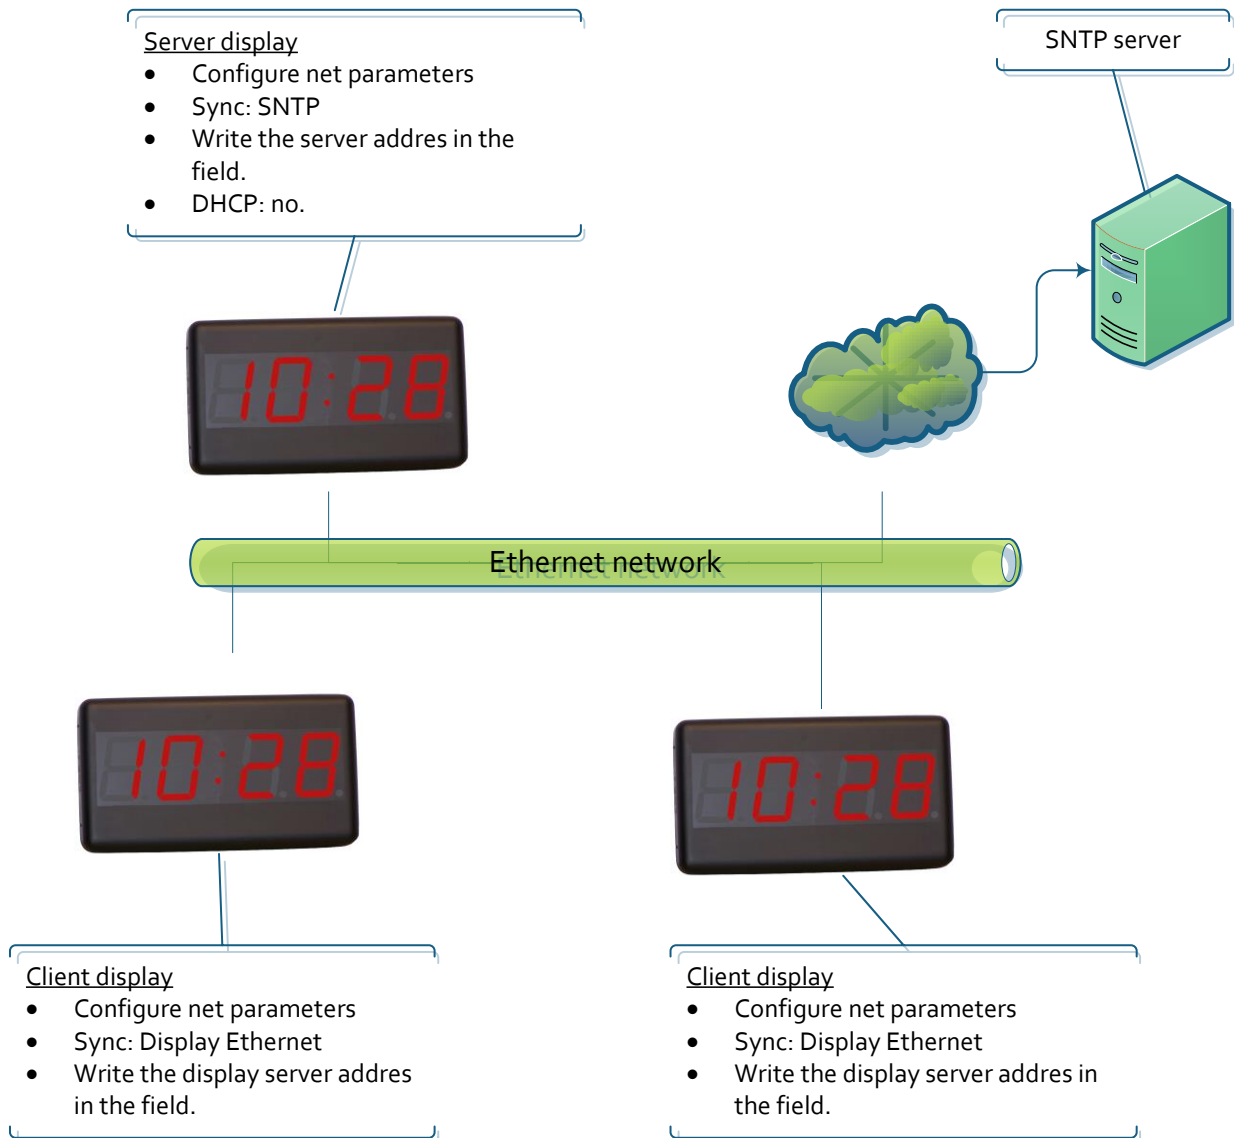 Server display
• Configure net parameters
• Sync: SNTP
• Write the server addres in the
field.
• DHCP: no.
SNTP server
10:28
Ethernet network
10:28
10:28
Client display
• Configure net parameters
• Sync: Display Ethernet
• Write the display server addres
in the field.
Client display
• Configure net parameters
• Sync: Display Ethernet
• Write the display server addres in
the field.